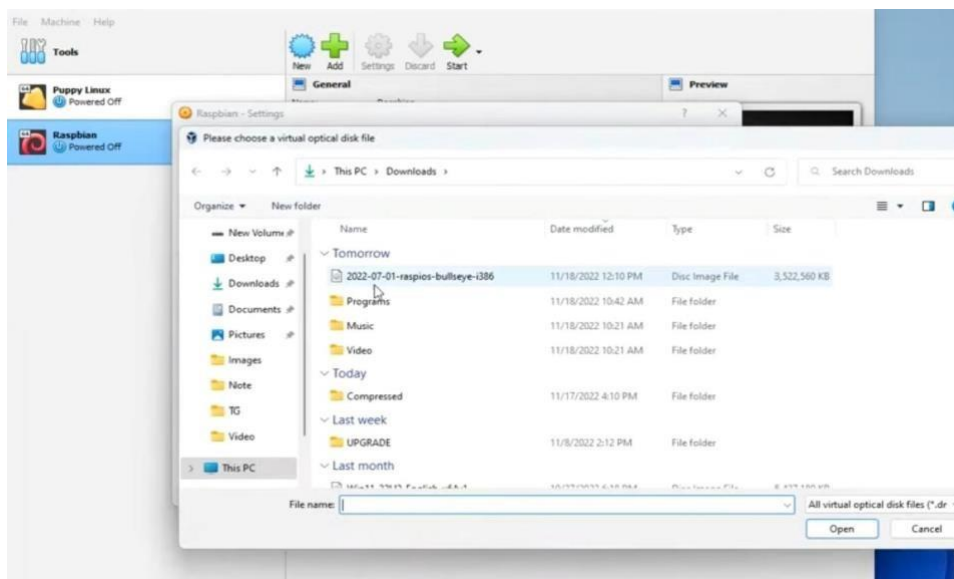 File Machine Help
Tools
New Add Settings Discard Start
General
Preview
Puppy Linux
Powered Off
Raspbian
Powered Off
Raspbian - Settings ? ×
Please choose a virtual optical disk file
This PC > Downloads >
Search Downloads
Organize New folder
Name Date modified Type Size
New Volume
Desktop
Downloads
Documents
Pictures
Images
Note
TG
Video
This PC
Tomorrow
2022-07-01-raspios-bullseye-i386 11/18/2022 12:10 PM Disc Image File 3,522,560 KB
Programs 11/18/2022 10:42 AM File folder
Music 11/18/2022 10:21 AM File folder
Video 11/18/2022 10:21 AM File folder
Today
Compressed 11/17/2022 4:10 PM File folder
Last week
UPGRADE 11/8/2022 2:12 PM File folder
Last month
File name:
All virtual optical disk files (*.dr
Open Cancel